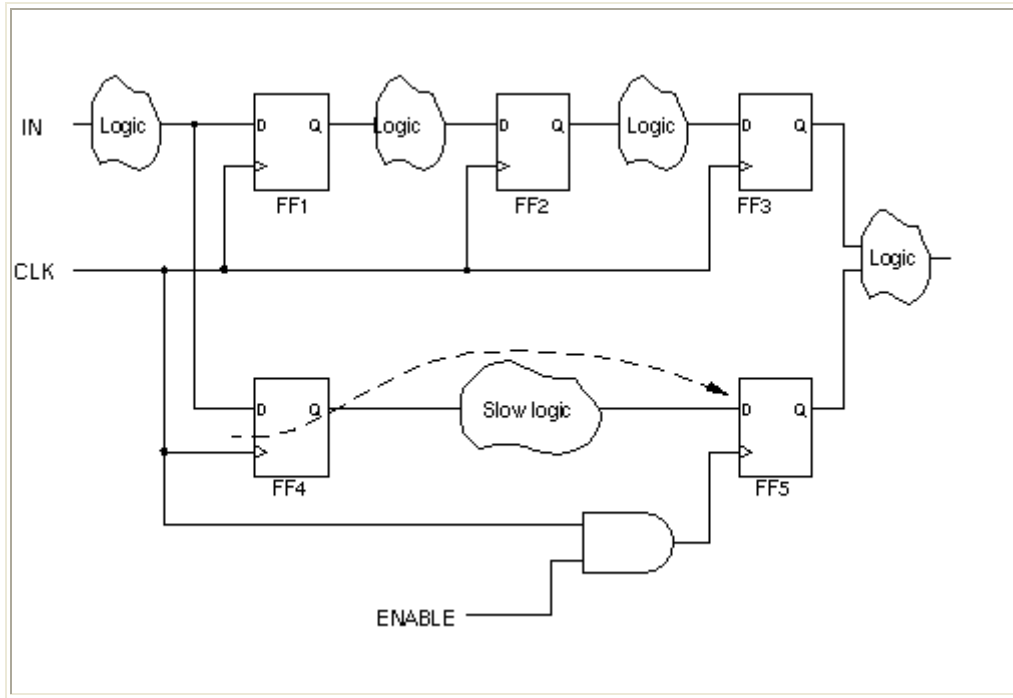 IN
Logic
D Q
FF1
Logic
D Q
FF2
Logic
D Q
FF3
CLK
Logic
D Q
FF4
Slow logic
D Q
FF5
ENABLE